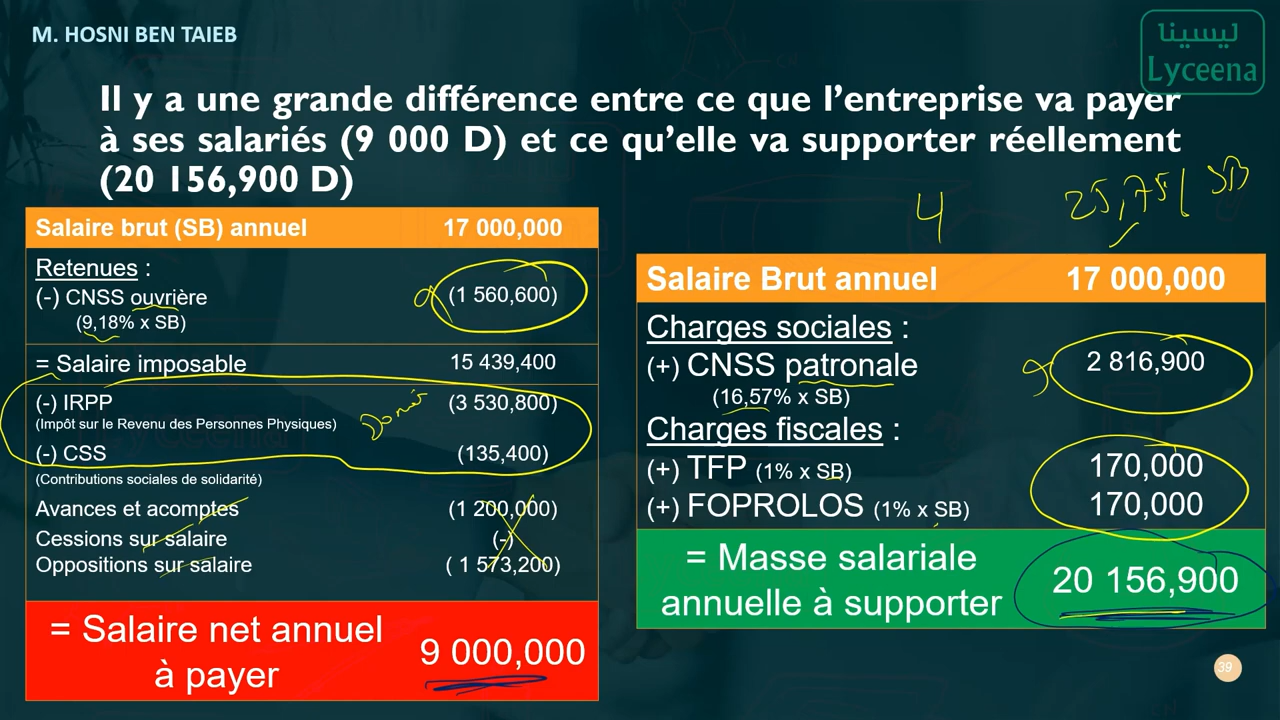 M. HOSNI BEN TAIEB
ليسينا
Lyceena
Il y a une grande différence entre ce que l’entreprise va payer
à ses salariés (9 000 D) et ce qu’elle va supporter réellement
(20 156,900 D)
4
25,75% SB
Salaire brut (SB) annuel 17 000,000
Retenues :
(-) CNSS ouvrière (1 560,600)
(9,18% x SB)
= Salaire imposable 15 439,400
(-) IRPP (3 530,800)
(Impôt sur le Revenu des Personnes Physiques)
(-) CSS (135,400)
(Contributions sociales de solidarité)
Avances et acomptes (1 200,000)
Cessions sur salaire (-)
Oppositions sur salaire ( 1 573,200)
= Salaire net annuel
à payer 9 000,000
Salaire Brut annuel 17 000,000
Charges sociales :
(+) CNSS patronale 2 816,900
(16,57% x SB)
Charges fiscales :
(+) TFP (1% x SB) 170,000
(+) FOPROLOS (1% x SB) 170,000
= Masse salariale
annuelle à supporter 20 156,900
39